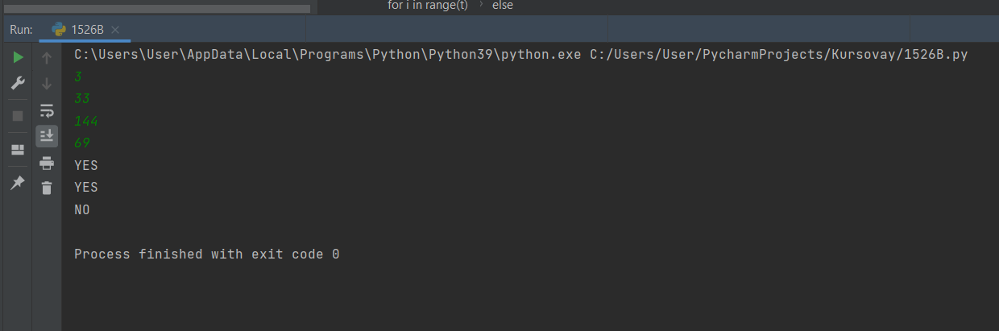 for i in range(t) › else
Run: 1526B ×
C:\Users\User\AppData\Local\Programs\Python\Python39\python.exe C:/Users/User/PycharmProjects/Kursovay/1526B.py
3
33
144
69
YES
YES
NO
Process finished with exit code 0